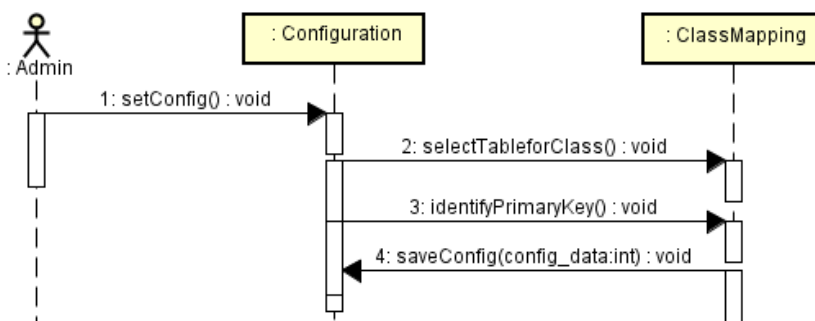 : Configuration
: ClassMapping
: Admin
1: setConfig() : void
2: selectTableforClass() : void
3: identifyPrimaryKey() : void
4: saveConfig(config_data:int) : void